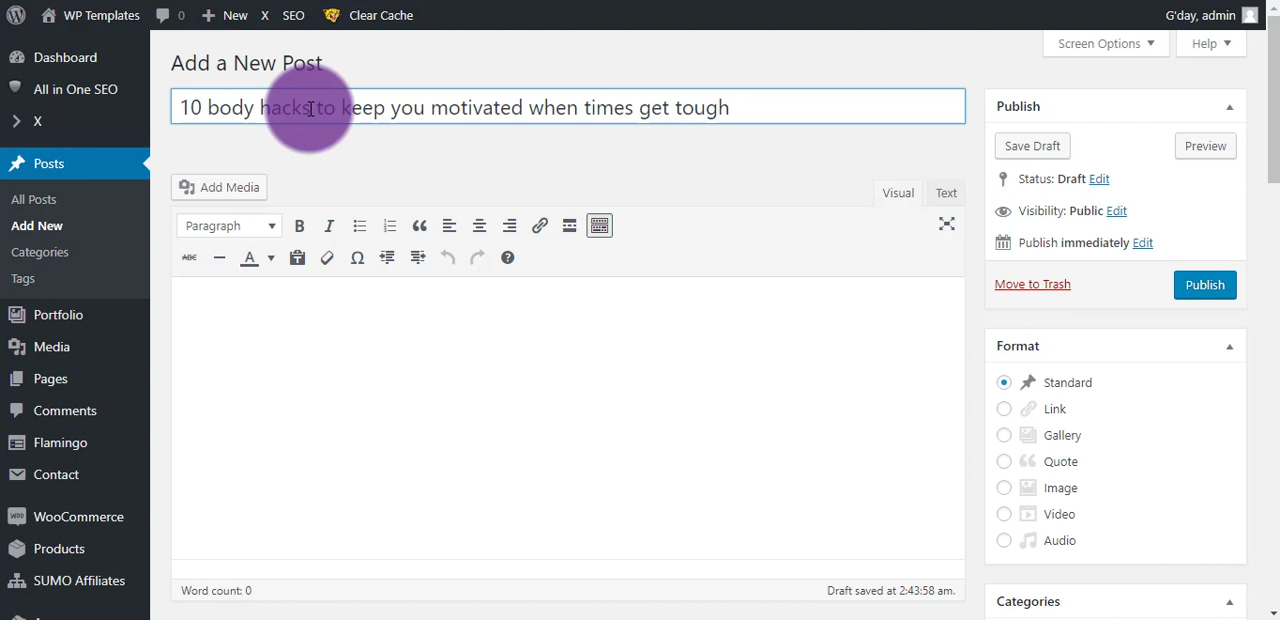 WP Templates 0 New X SEO Clear Cache G'day, admin
Screen Options Help
Dashboard
All in One SEO
X
Posts
All Posts
Add New
Categories
Tags
Portfolio
Media
Pages
Comments
Flamingo
Contact
WooCommerce
Products
SUMO Affiliates
Add a New Post
10 body hacks to keep you motivated when times get tough
Add Media
Visual Text
Paragraph B I
ABC A Ω
Word count: 0 Draft saved at 2:43:58 am.
Publish
Save Draft Preview
Status: Draft Edit
Visibility: Public Edit
Publish immediately Edit
Move to Trash Publish
Format
Standard
Link
Gallery
Quote
Image
Video
Audio
Categories